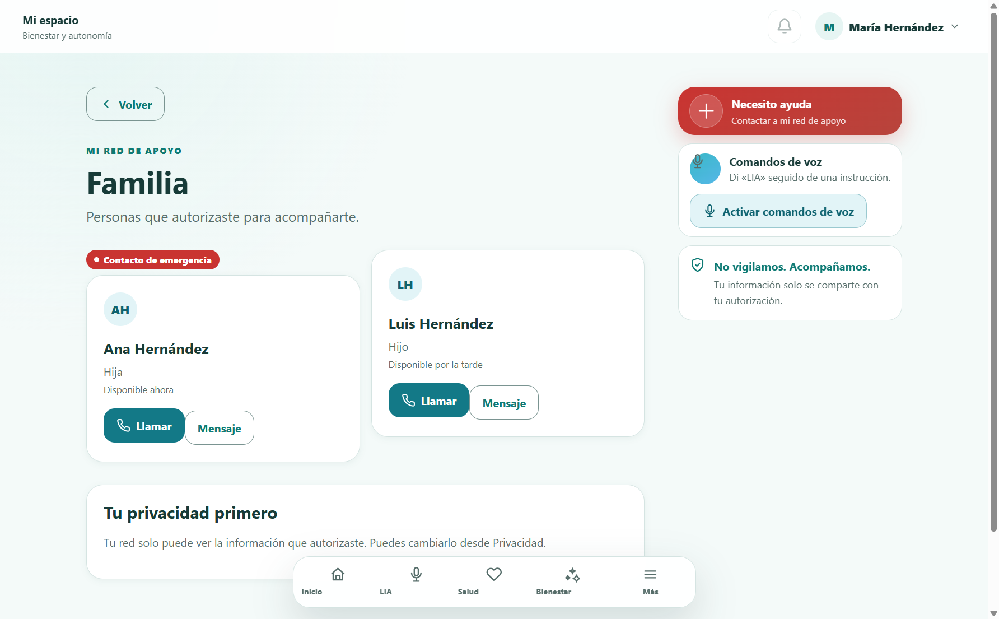 Mi espacio
Bienestar y autonomía
M
María Hernández
Volver
MI RED DE APOYO
Familia
Personas que autorizaste para acompañarte.
Contacto de emergencia
AH
Ana Hernández
Hija
Disponible ahora
Llamar
Mensaje
LH
Luis Hernández
Hijo
Disponible por la tarde
Llamar
Mensaje
Tu privacidad primero
Tu red solo puede ver la información que autorizaste. Puedes cambiarlo desde Privacidad.
Necesito ayuda
Contactar a mi red de apoyo
Comandos de voz
Di «LIA» seguido de una instrucción.
Activar comandos de voz
No vigilamos. Acompañamos.
Tu información solo se comparte con
tu autorización.
Inicio
LIA
Salud
Bienestar
Más